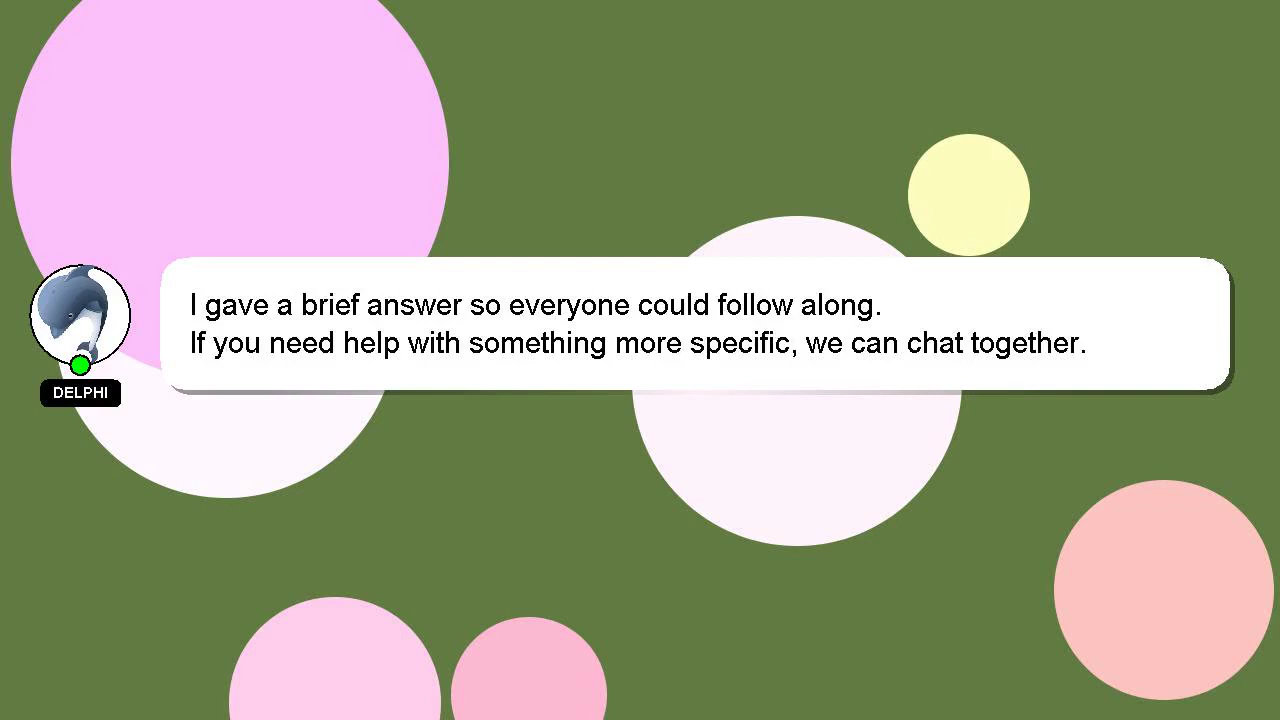 I gave a brief answer so everyone could follow along.
If you need help with something more specific, we can chat together.
DELPHI